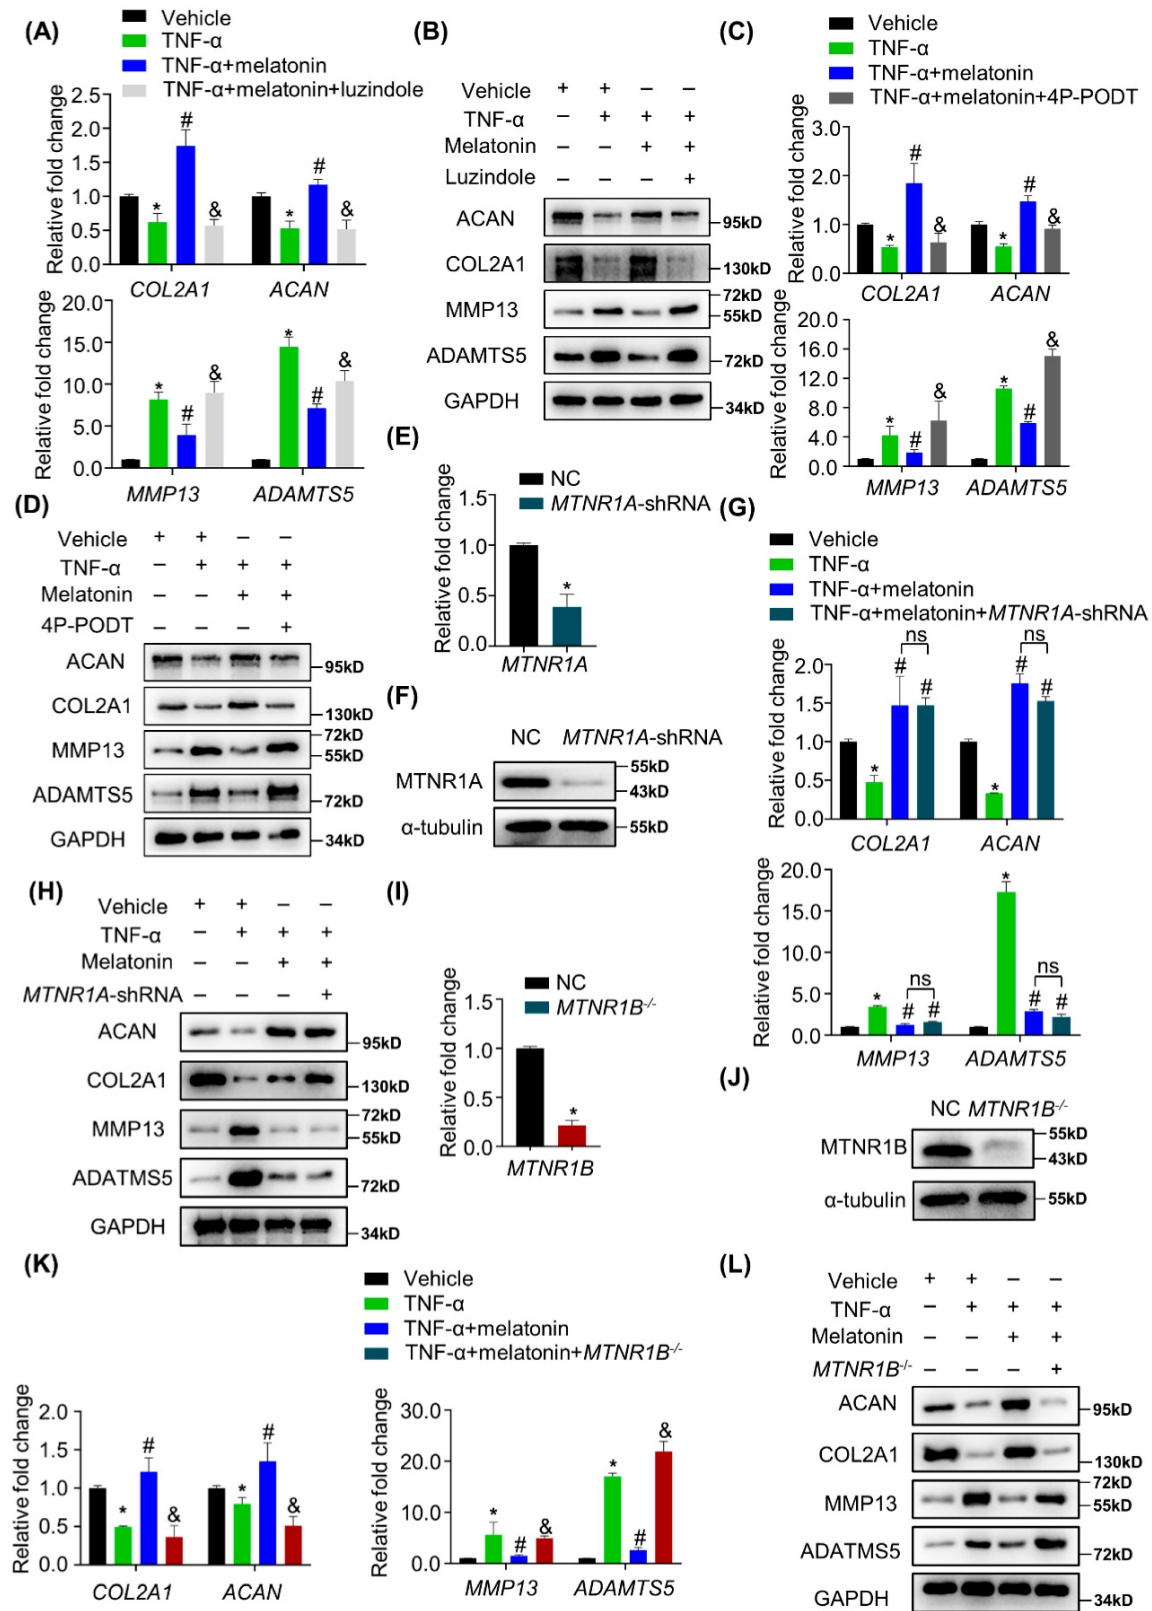 (A)
Vehicle
TNF-α
TNF-α+melatonin
TNF-α+melatonin+luzindole
Relative fold change
2.5
2.0
1.5
1.0
0.5
0.0
* # & * # &
COL2A1 ACAN
Relative fold change
20.0
15.0
10.0
5.0
0.0
* # & * # &
MMP13 ADAMTS5
(B)
Vehicle + + – –
TNF-α – + + +
Melatonin – – + +
Luzindole – – – +
ACAN 95kD
COL2A1 130kD
MMP13 72kD
55kD
ADAMTS5 72kD
GAPDH 34kD
(C)
Vehicle
TNF-α
TNF-α+melatonin
TNF-α+melatonin+4P-PODT
Relative fold change
3.0
2.0
1.0
0.0
* # & * # &
COL2A1 ACAN
Relative fold change
20.0
16.0
12.0
8.0
4.0
0.0
* # & * # &
MMP13 ADAMTS5
(D)
Vehicle + + – –
TNF-α – + + +
Melatonin – – + +
4P-PODT – – – +
ACAN 95kD
COL2A1 130kD
MMP13 72kD
55kD
ADAMTS5 72kD
GAPDH 34kD
(E)
NC
MTNR1A-shRNA
Relative fold change
1.5
1.0
0.5
0.0
*
MTNR1A
(F)
NC MTNR1A-shRNA
MTNR1A 55kD
43kD
α-tubulin 55kD
(G)
Vehicle
TNF-α
TNF-α+melatonin
TNF-α+melatonin+MTNR1A-shRNA
Relative fold change
2.0
1.5
1.0
0.5
0.0
ns ns
* # # * # #
COL2A1 ACAN
Relative fold change
20.0
15.0
10.0
5.0
0.0
ns ns
* # # * # #
MMP13 ADAMTS5
(H)
Vehicle + + – –
TNF-α – + + +
Melatonin – – + +
MTNR1A-shRNA – – – +
ACAN 95kD
COL2A1 130kD
MMP13 72kD
55kD
ADATMS5 72kD
GAPDH 34kD
(I)
NC
MTNR1B-/-
Relative fold change
1.5
1.0
0.5
0.0
*
MTNR1B
(J)
NC MTNR1B-/-
MTNR1B 55kD
43kD
α-tubulin 55kD
(K)
Vehicle
TNF-α
TNF-α+melatonin
TNF-α+melatonin+MTNR1B-/-
Relative fold change
2.0
1.5
1.0
0.5
0.0
* # & * # &
COL2A1 ACAN
Relative fold change
30.0
20.0
10.0
0.0
* # & * # &
MMP13 ADAMTS5
(L)
Vehicle + + – –
TNF-α – + + +
Melatonin – – + +
MTNR1B-/- – – – +
ACAN 95kD
COL2A1 130kD
MMP13 72kD
55kD
ADATMS5 72kD
GAPDH 34kD